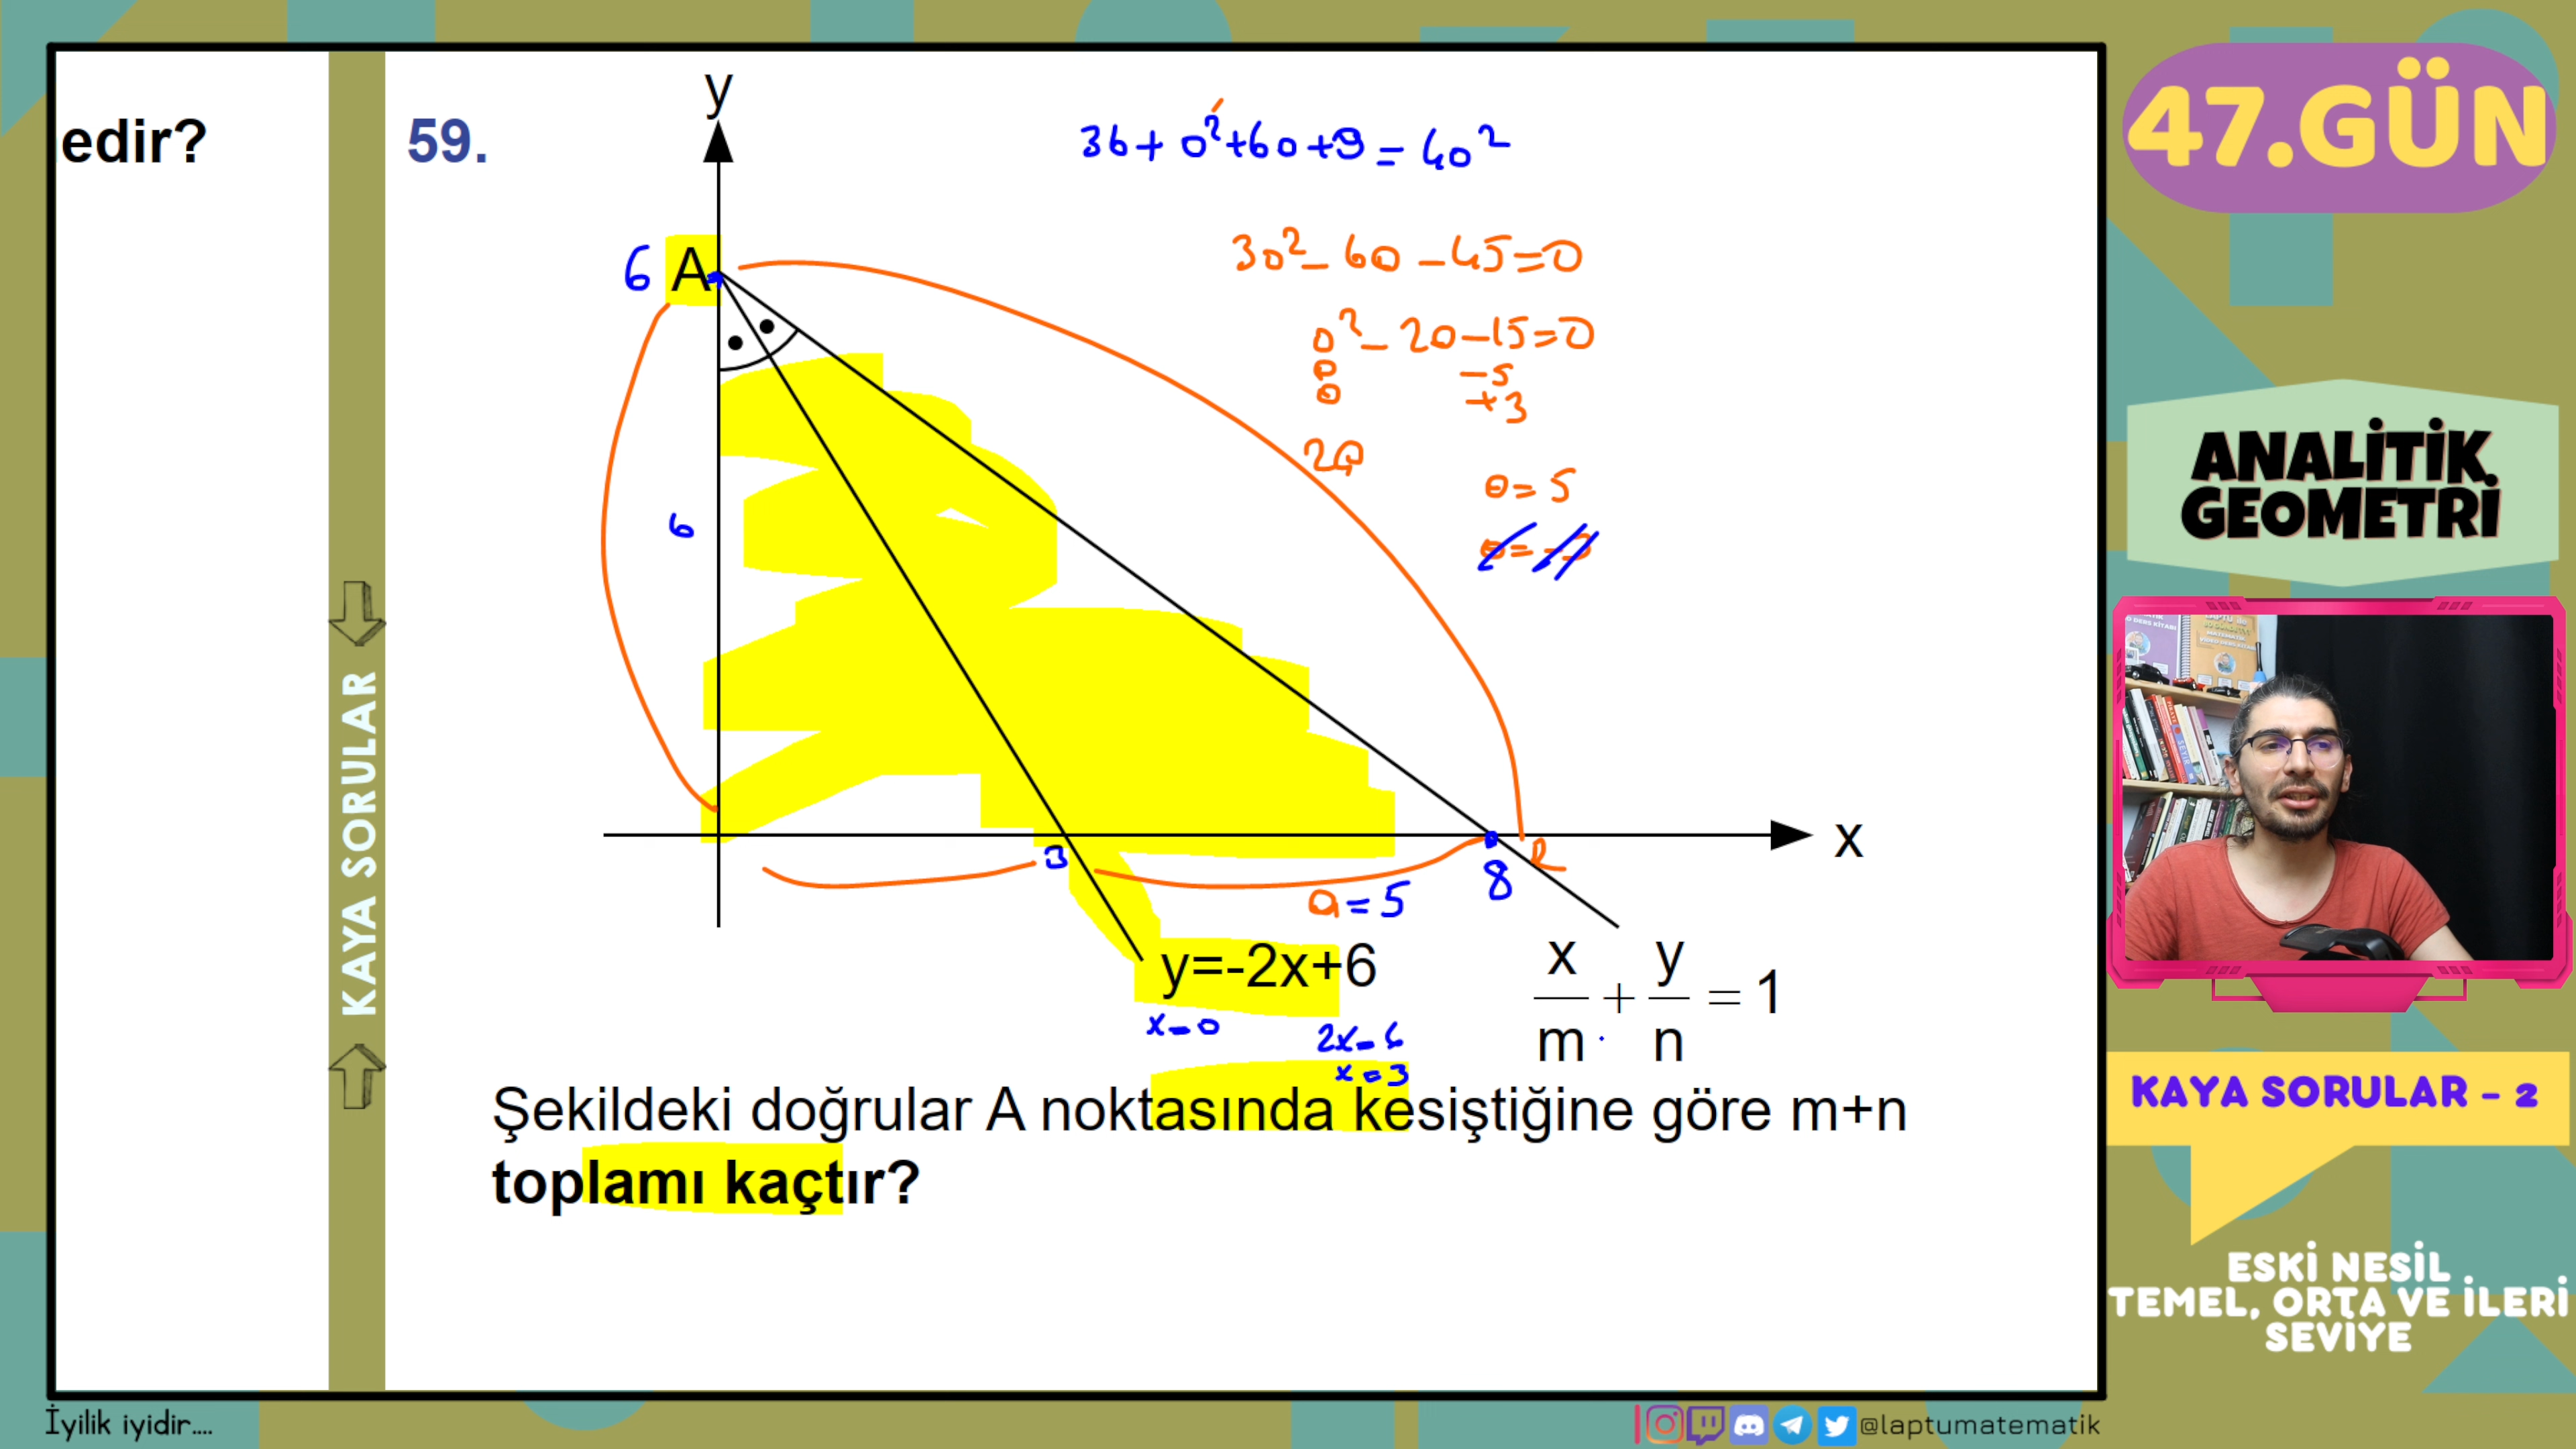 edir?
59.
y
36+a²+6a+9=4a²
3a²-6a-45=0
a²-2a-15=0
a -5
a +3
2a
a=5
6 A
6
3
a=5
8
x
y=-2x+6
x=0
2x=6
x=3
x/m + y/n = 1
Şekildeki doğrular A noktasında kesiştiğine göre m+n
toplamı kaçtır?
KAYA SORULAR
47.GÜN
ANALİTİK
GEOMETRİ
KAYA SORULAR - 2
ESKİ NESİL
TEMEL, ORTA VE İLERİ
SEVİYE
İyilik iyidir....
@laptumatematik